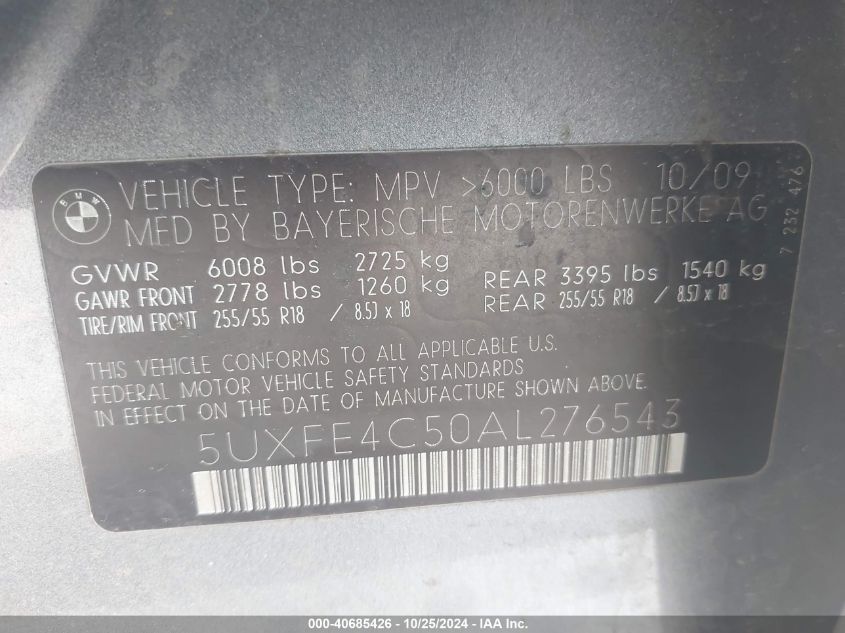 BMW
VEHICLE TYPE: MPV >6000 LBS 10/09
MFD BY BAYERISCHE MOTORENWERKE AG
GVWR 6008 lbs 2725 kg
GAWR FRONT 2778 lbs 1260 kg REAR 3395 lbs 1540 kg
TIRE/RIM FRONT 255/55 R18 / 8.5J x 18 REAR 255/55 R18 / 8.5J x 18
THIS VEHICLE CONFORMS TO ALL APPLICABLE U.S.
FEDERAL MOTOR VEHICLE SAFETY STANDARDS
IN EFFECT ON THE DATE OF MANUFACTURE SHOWN ABOVE.
5UXFE4C50AL276543
7 232 476
000-40685426 - 10/25/2024 - IAA Inc.